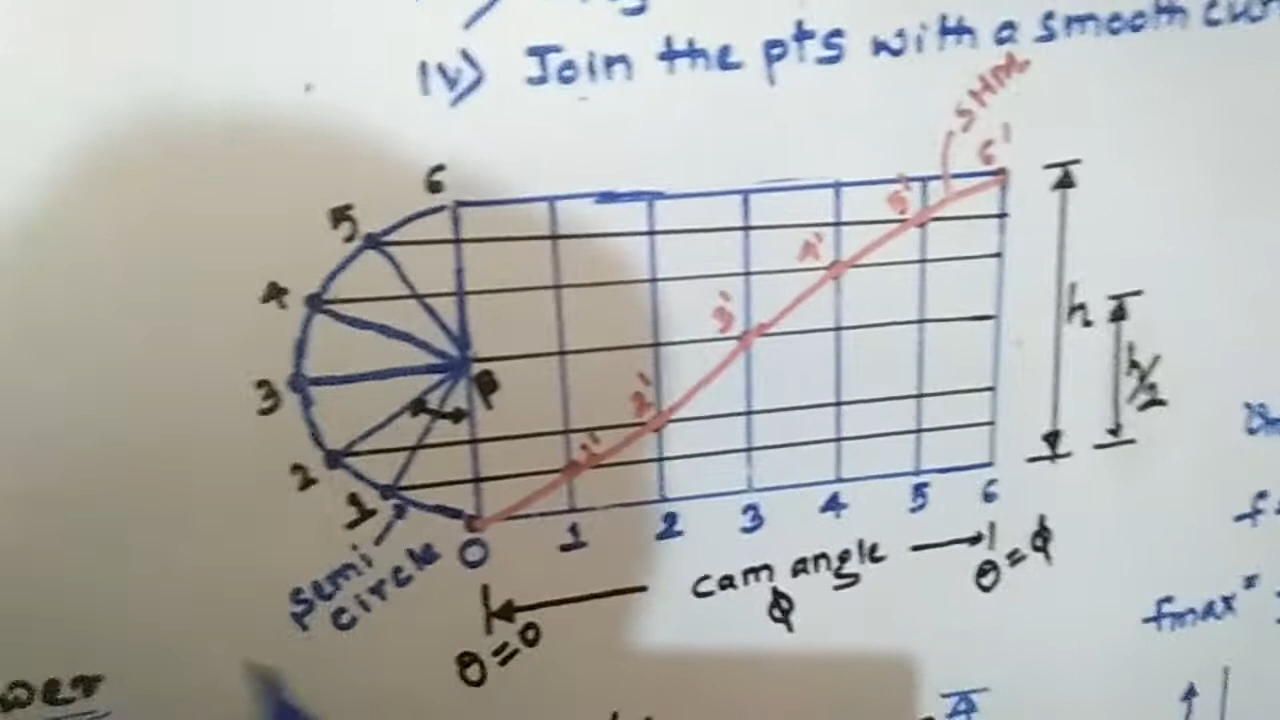 iv) Join the pts with a smooth
SHM
6 6'
5 5'
4 4'
3 3'
2 2'
1 1'
P
h
h/2
0 1 2 3 4 5 6
semi
circle
cam angle
ϕ
θ=0
θ=ϕ
fmax =